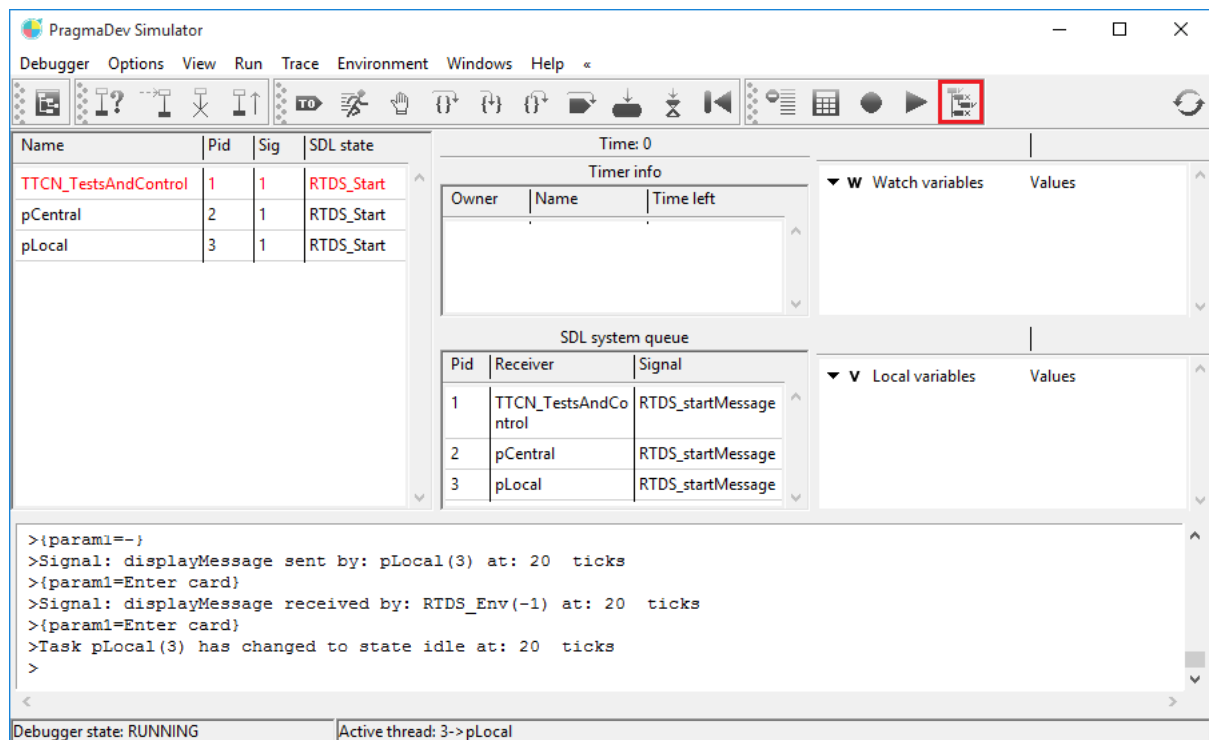 PragmaDev Simulator
Debugger Options View Run Trace Environment Windows Help «
? TO {} {} {}
Name Pid Sig SDL state
TTCN_TestsAndControl 1 1 RTDS_Start
pCentral 2 1 RTDS_Start
pLocal 3 1 RTDS_Start
Time: 0
Timer info
Owner Name Time left
SDL system queue
Pid Receiver Signal
1 TTCN_TestsAndCo RTDS_startMessage
ntrol
2 pCentral RTDS_startMessage
3 pLocal RTDS_startMessage
W Watch variables Values
V Local variables Values
>{param1=-}
>Signal: displayMessage sent by: pLocal(3) at: 20 ticks
>{param1=Enter card}
>Signal: displayMessage received by: RTDS_Env(-1) at: 20 ticks
>{param1=Enter card}
>Task pLocal(3) has changed to state idle at: 20 ticks
>
Debugger state: RUNNING Active thread: 3->pLocal